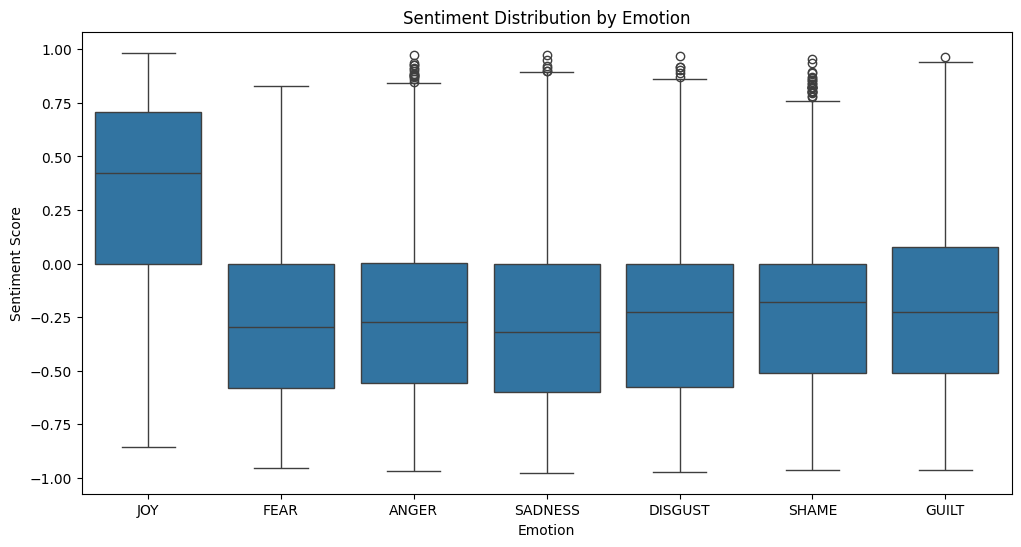 Sentiment Distribution by Emotion
Sentiment Score
1.00
0.75
0.50
0.25
0.00
−0.25
−0.50
−0.75
−1.00
JOY FEAR ANGER SADNESS DISGUST SHAME GUILT
Emotion